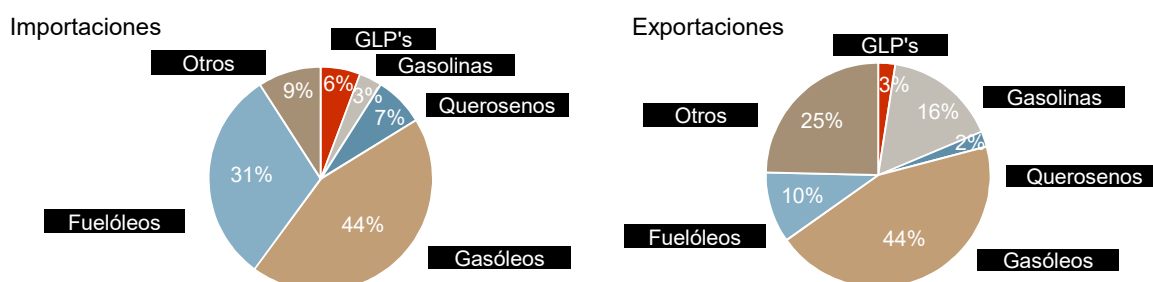 Importaciones
GLP's
Otros
Gasolinas
9%
6%
3%
Querosenos
7%
31%
Fuelóleos
44%
Gasóleos
Exportaciones
GLP's
3%
Gasolinas
16%
Otros
25%
2%
Querosenos
10%
Fuelóleos
44%
Gasóleos